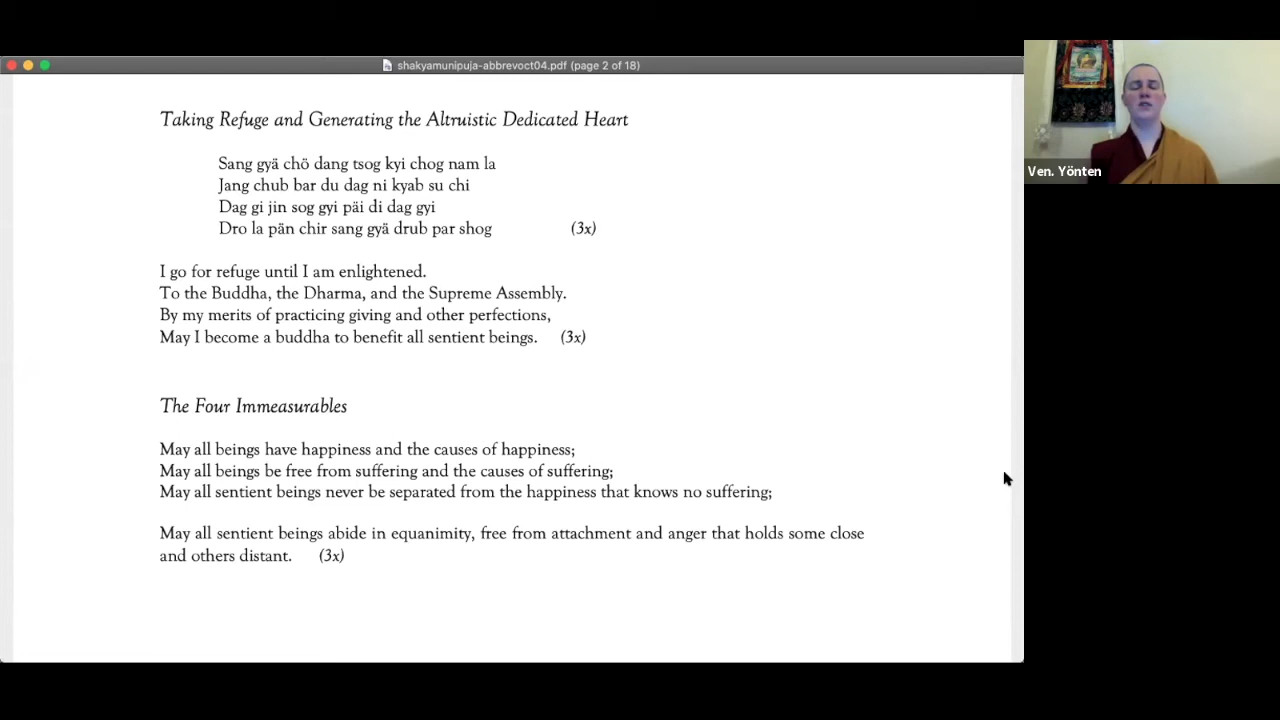 shakyamunipuja-abbrevoct04.pdf (page 2 of 18)
Taking Refuge and Generating the Altruistic Dedicated Heart
Sang gyä chö dang tsog kyi chog nam la
Jang chub bar du dag ni kyab su chi
Dag gi jin sog gyi päi di dag gyi
Dro la pän chir sang gyä drub par shog (3x)
I go for refuge until I am enlightened.
To the Buddha, the Dharma, and the Supreme Assembly.
By my merits of practicing giving and other perfections,
May I become a buddha to benefit all sentient beings. (3x)
The Four Immeasurables
May all beings have happiness and the causes of happiness;
May all beings be free from suffering and the causes of suffering;
May all sentient beings never be separated from the happiness that knows no suffering;
May all sentient beings abide in equanimity, free from attachment and anger that holds some close
and others distant. (3x)
Ven. Yönten